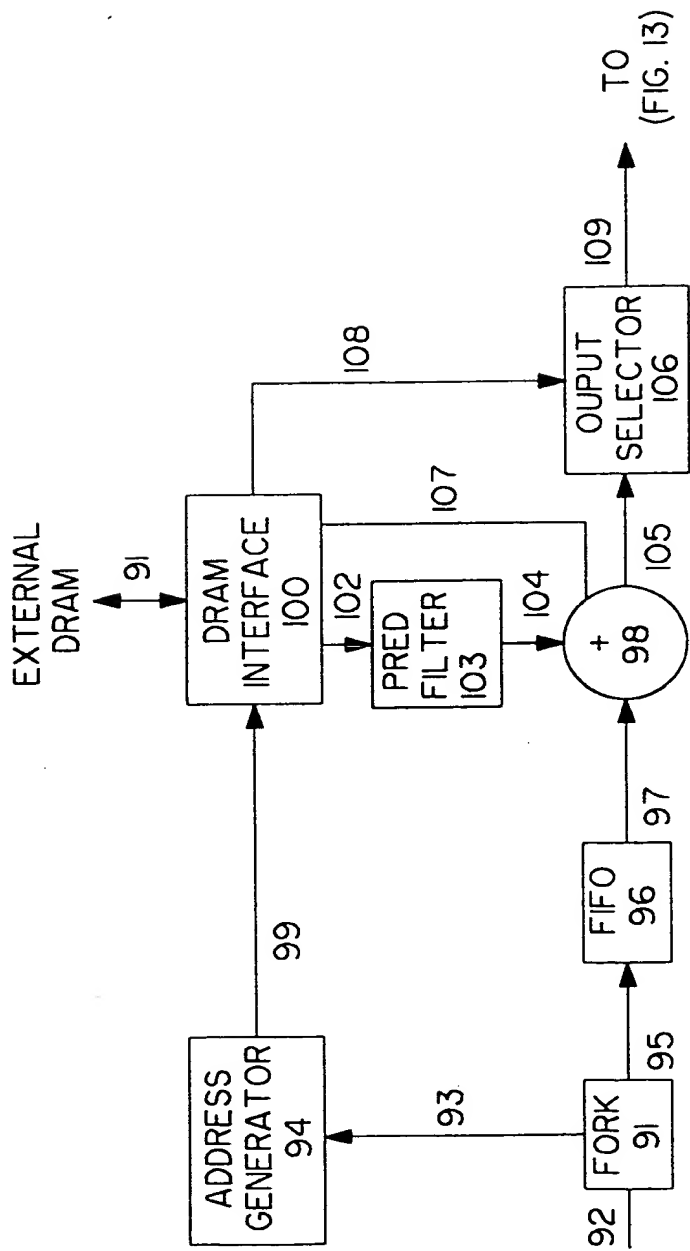 EXTERNAL
DRAM
91
ADDRESS
GENERATOR
94
99
DRAM
INTERFACE
100
108
102
107
PRED
FILTER
103
104
93
92
FORK
91
95
FIFO
96
97
+
98
105
OUPUT
SELECTOR
106
109
TO
(FIG. 13)